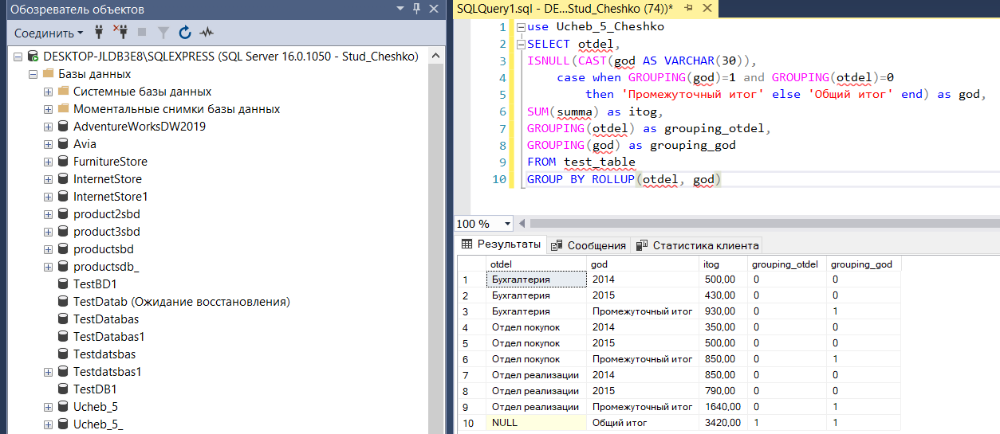 Обозреватель объектов
Соединить
DESKTOP-JLDB3E8\SQLEXPRESS (SQL Server 16.0.1050 - Stud_Cheshko)
Базы данных
Системные базы данных
Моментальные снимки базы данных
AdventureWorksDW2019
Avia
FurnitureStore
InternetStore
InternetStore1
product2sbd
product3sbd
productsbd
productsdb_
TestBD1
TestDatab (Ожидание восстановления)
TestDatabas
TestDatabas1
Testdatsbas
Testdatsbas1
TestDB1
Ucheb_5
Ucheb_5_
SQLQuery1.sql - DE...Stud_Cheshko (74))*
1 use Ucheb_5_Cheshko
2 SELECT otdel,
3 ISNULL(CAST(god AS VARCHAR(30)),
4 case when GROUPING(god)=1 and GROUPING(otdel)=0
5 then 'Промежуточный итог' else 'Общий итог' end) as god,
6 SUM(summa) as itog,
7 GROUPING(otdel) as grouping_otdel,
8 GROUPING(god) as grouping_god
9 FROM test_table
10 GROUP BY ROLLUP(otdel, god)
100 %
Результаты Сообщения Статистика клиента
otdel god itog grouping_otdel grouping_god
1 Бухгалтерия 2014 500,00 0 0
2 Бухгалтерия 2015 430,00 0 0
3 Бухгалтерия Промежуточный итог 930,00 0 1
4 Отдел покупок 2014 350,00 0 0
5 Отдел покупок 2015 500,00 0 0
6 Отдел покупок Промежуточный итог 850,00 0 1
7 Отдел реализации 2014 850,00 0 0
8 Отдел реализации 2015 790,00 0 0
9 Отдел реализации Промежуточный итог 1640,00 0 1
10 NULL Общий итог 3420,00 1 1